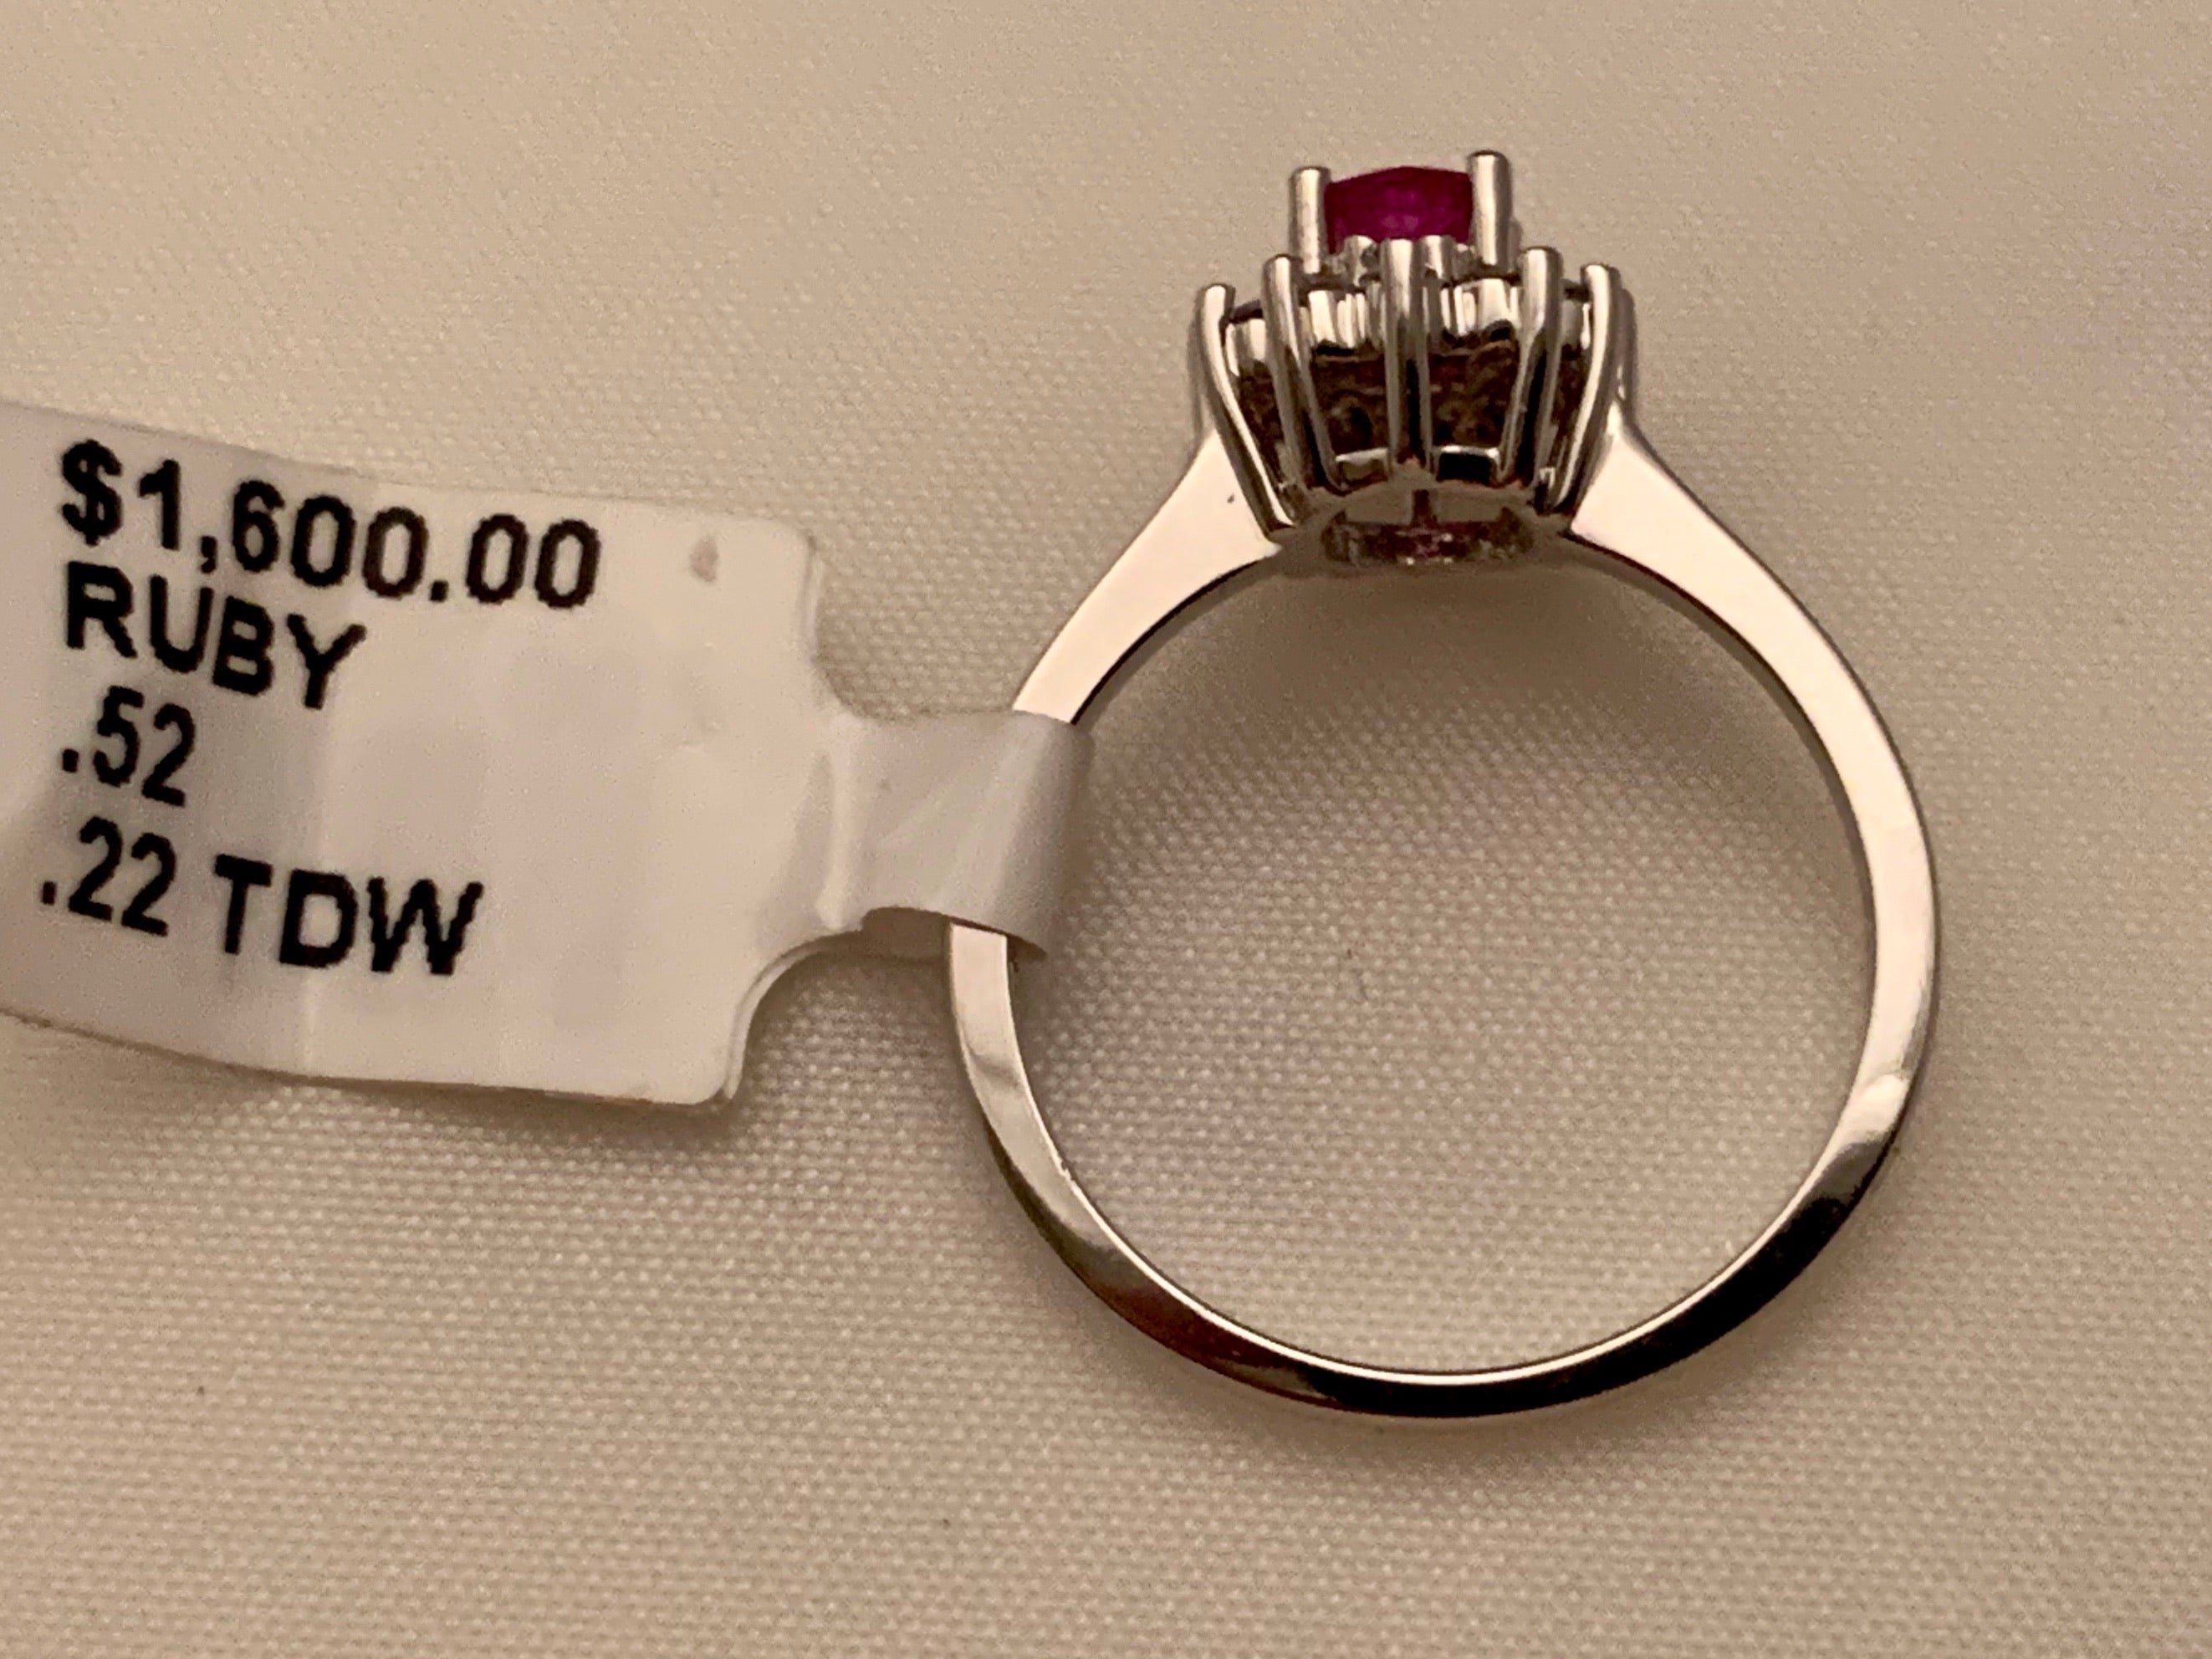 $1,600.00
RUBY
.52
.22 TDW